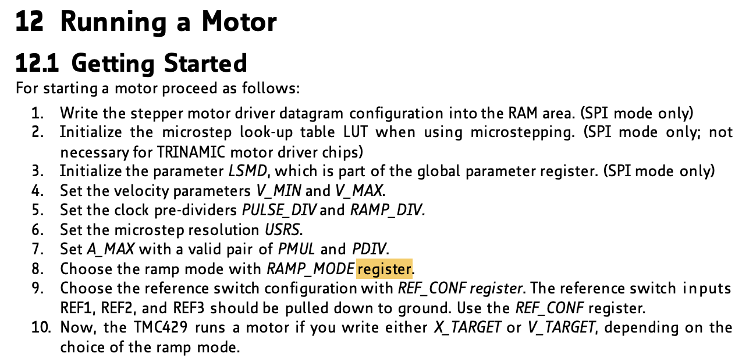 12 Running a Motor
12.1 Getting Started
For starting a motor proceed as follows:
1. Write the stepper motor driver datagram configuration into the RAM area. (SPI mode only)
2. Initialize the microstep look-up table LUT when using microstepping. (SPI mode only; not
necessary for TRINAMIC motor driver chips)
3. Initialize the parameter LSMD, which is part of the global parameter register. (SPI mode only)
4. Set the velocity parameters V_MIN and V_MAX.
5. Set the clock pre-dividers PULSE_DIV and RAMP_DIV.
6. Set the microstep resolution USRS.
7. Set A_MAX with a valid pair of PMUL and PDIV.
8. Choose the ramp mode with RAMP_MODE register.
9. Choose the reference switch configuration with REF_CONF register. The reference switch inputs
REF1, REF2, and REF3 should be pulled down to ground. Use the REF_CONF register.
10. Now, the TMC429 runs a motor if you write either X_TARGET or V_TARGET, depending on the
choice of the ramp mode.